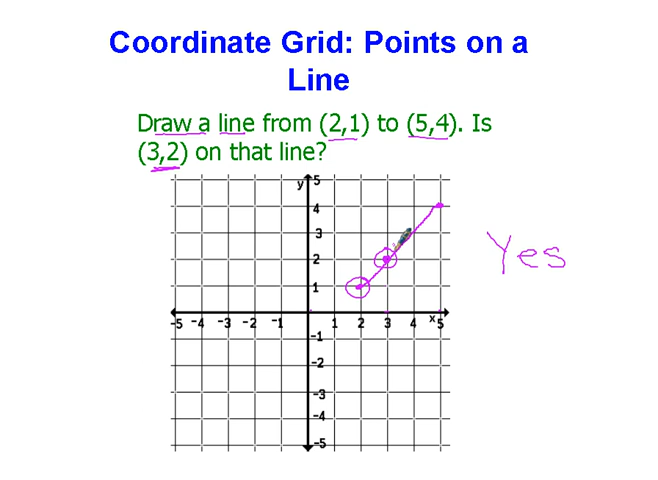 Coordinate Grid: Points on a
Line
Draw a line from (2,1) to (5,4). Is
(3,2) on that line?
y 5
4
3
2
1
-5 -4 -3 -2 -1 1 2 3 4 x 5
-1
-2
-3
-4
-5
Yes